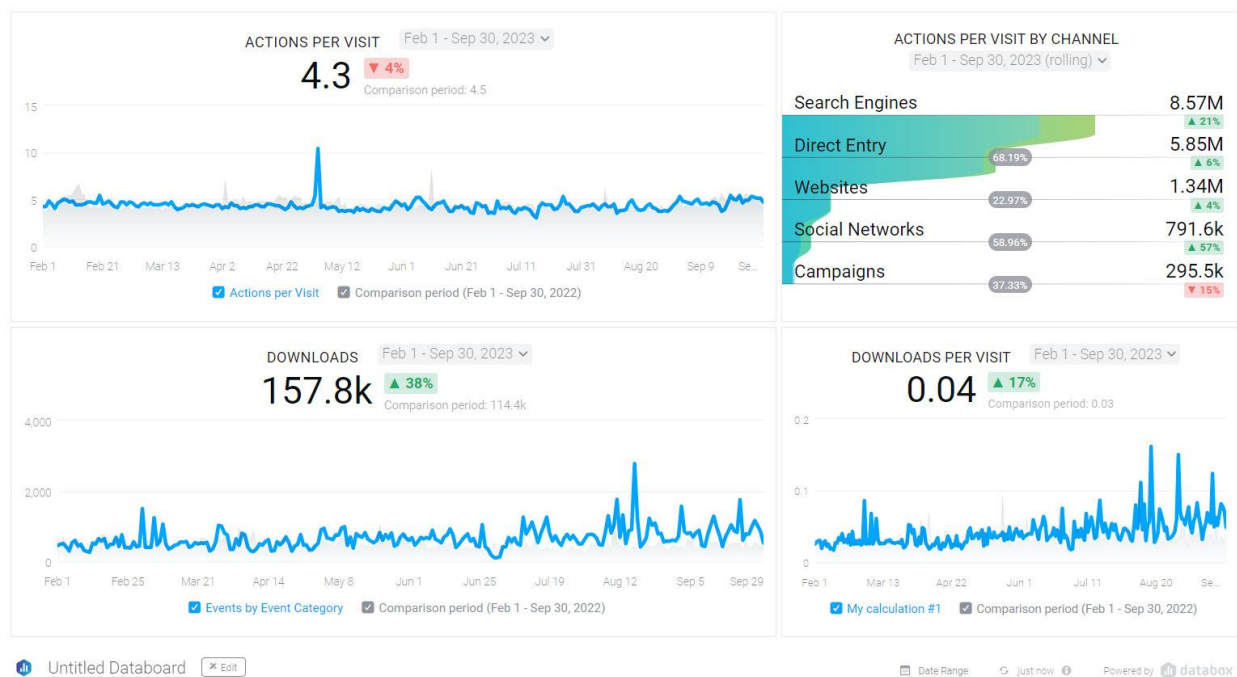 ACTIONS PER VISIT Feb 1 - Sep 30, 2023
4.3 ▼ 4%
Comparison period: 4.5
15
10
5
0
Feb 1 Feb 21 Mar 13 Apr 2 Apr 22 May 12 Jun 1 Jun 21 Jul 11 Jul 31 Aug 20 Sep 9 Se...
Actions per Visit Comparison period (Feb 1 - Sep 30, 2022)
ACTIONS PER VISIT BY CHANNEL
Feb 1 - Sep 30, 2023 (rolling)
Search Engines 8.57M
▲ 21%
Direct Entry 5.85M
68.19% ▲ 6%
Websites 1.34M
22.97% ▲ 4%
Social Networks 791.6k
58.96% ▲ 57%
Campaigns 295.5k
37.33% ▼ 15%
DOWNLOADS Feb 1 - Sep 30, 2023
157.8k ▲ 38%
Comparison period: 114.4k
4,000
2,000
0
Feb 1 Feb 25 Mar 21 Apr 14 May 8 Jun 1 Jun 25 Jul 19 Aug 12 Sep 5 Sep 29
Events by Event Category Comparison period (Feb 1 - Sep 30, 2022)
DOWNLOADS PER VISIT Feb 1 - Sep 30, 2023
0.04 ▲ 17%
Comparison period: 0.03
0.2
0.1
0
Feb 1 Mar 13 Apr 22 Jun 1 Jul 11 Aug 20 Se...
My calculation #1 Comparison period (Feb 1 - Sep 30, 2022)
Untitled Databoard Edit
Date Range just now Powered by databox